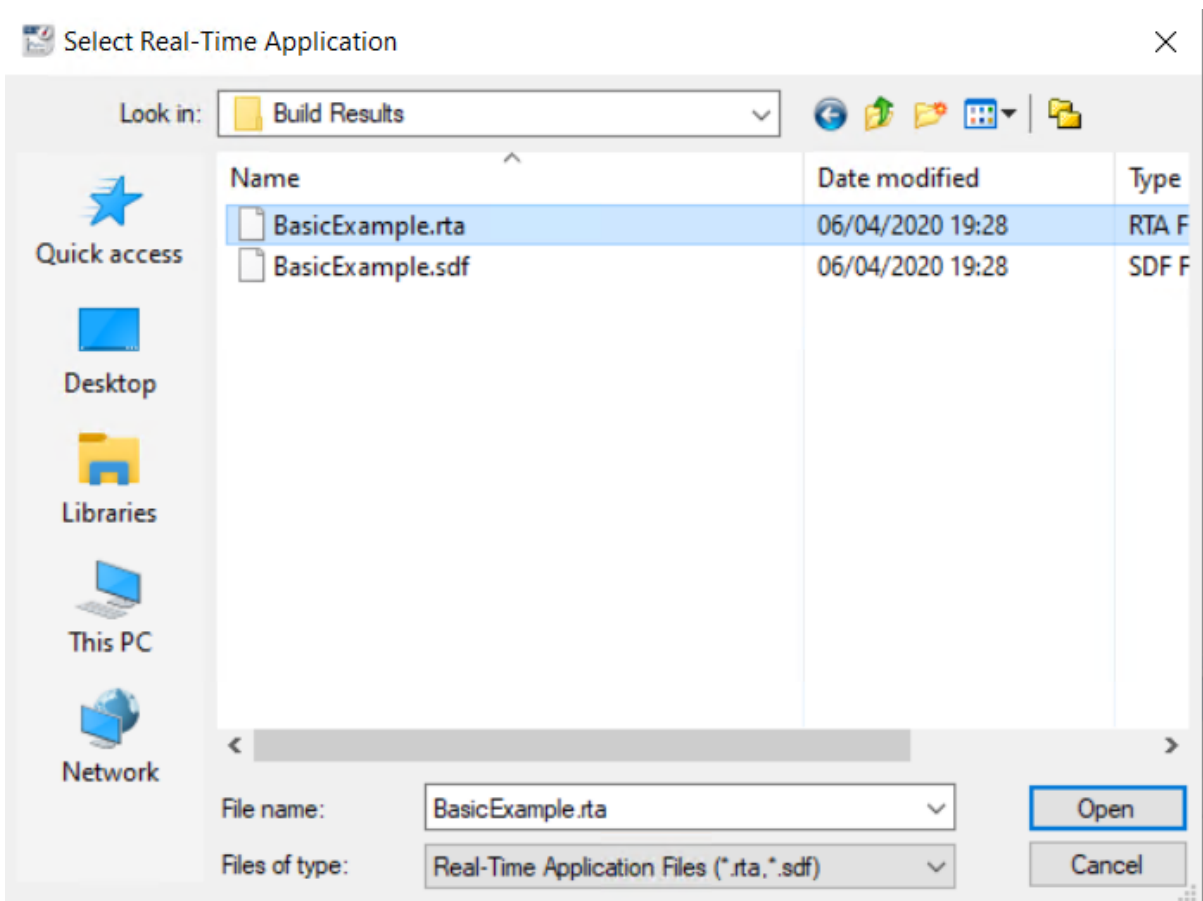 Select Real-Time Application
Look in: Build Results
Name Date modified Type
BasicExample.rta 06/04/2020 19:28 RTA F
BasicExample.sdf 06/04/2020 19:28 SDF F
Quick access
Desktop
Libraries
This PC
Network
File name: BasicExample.rta Open
Files of type: Real-Time Application Files (*.rta,*.sdf) Cancel